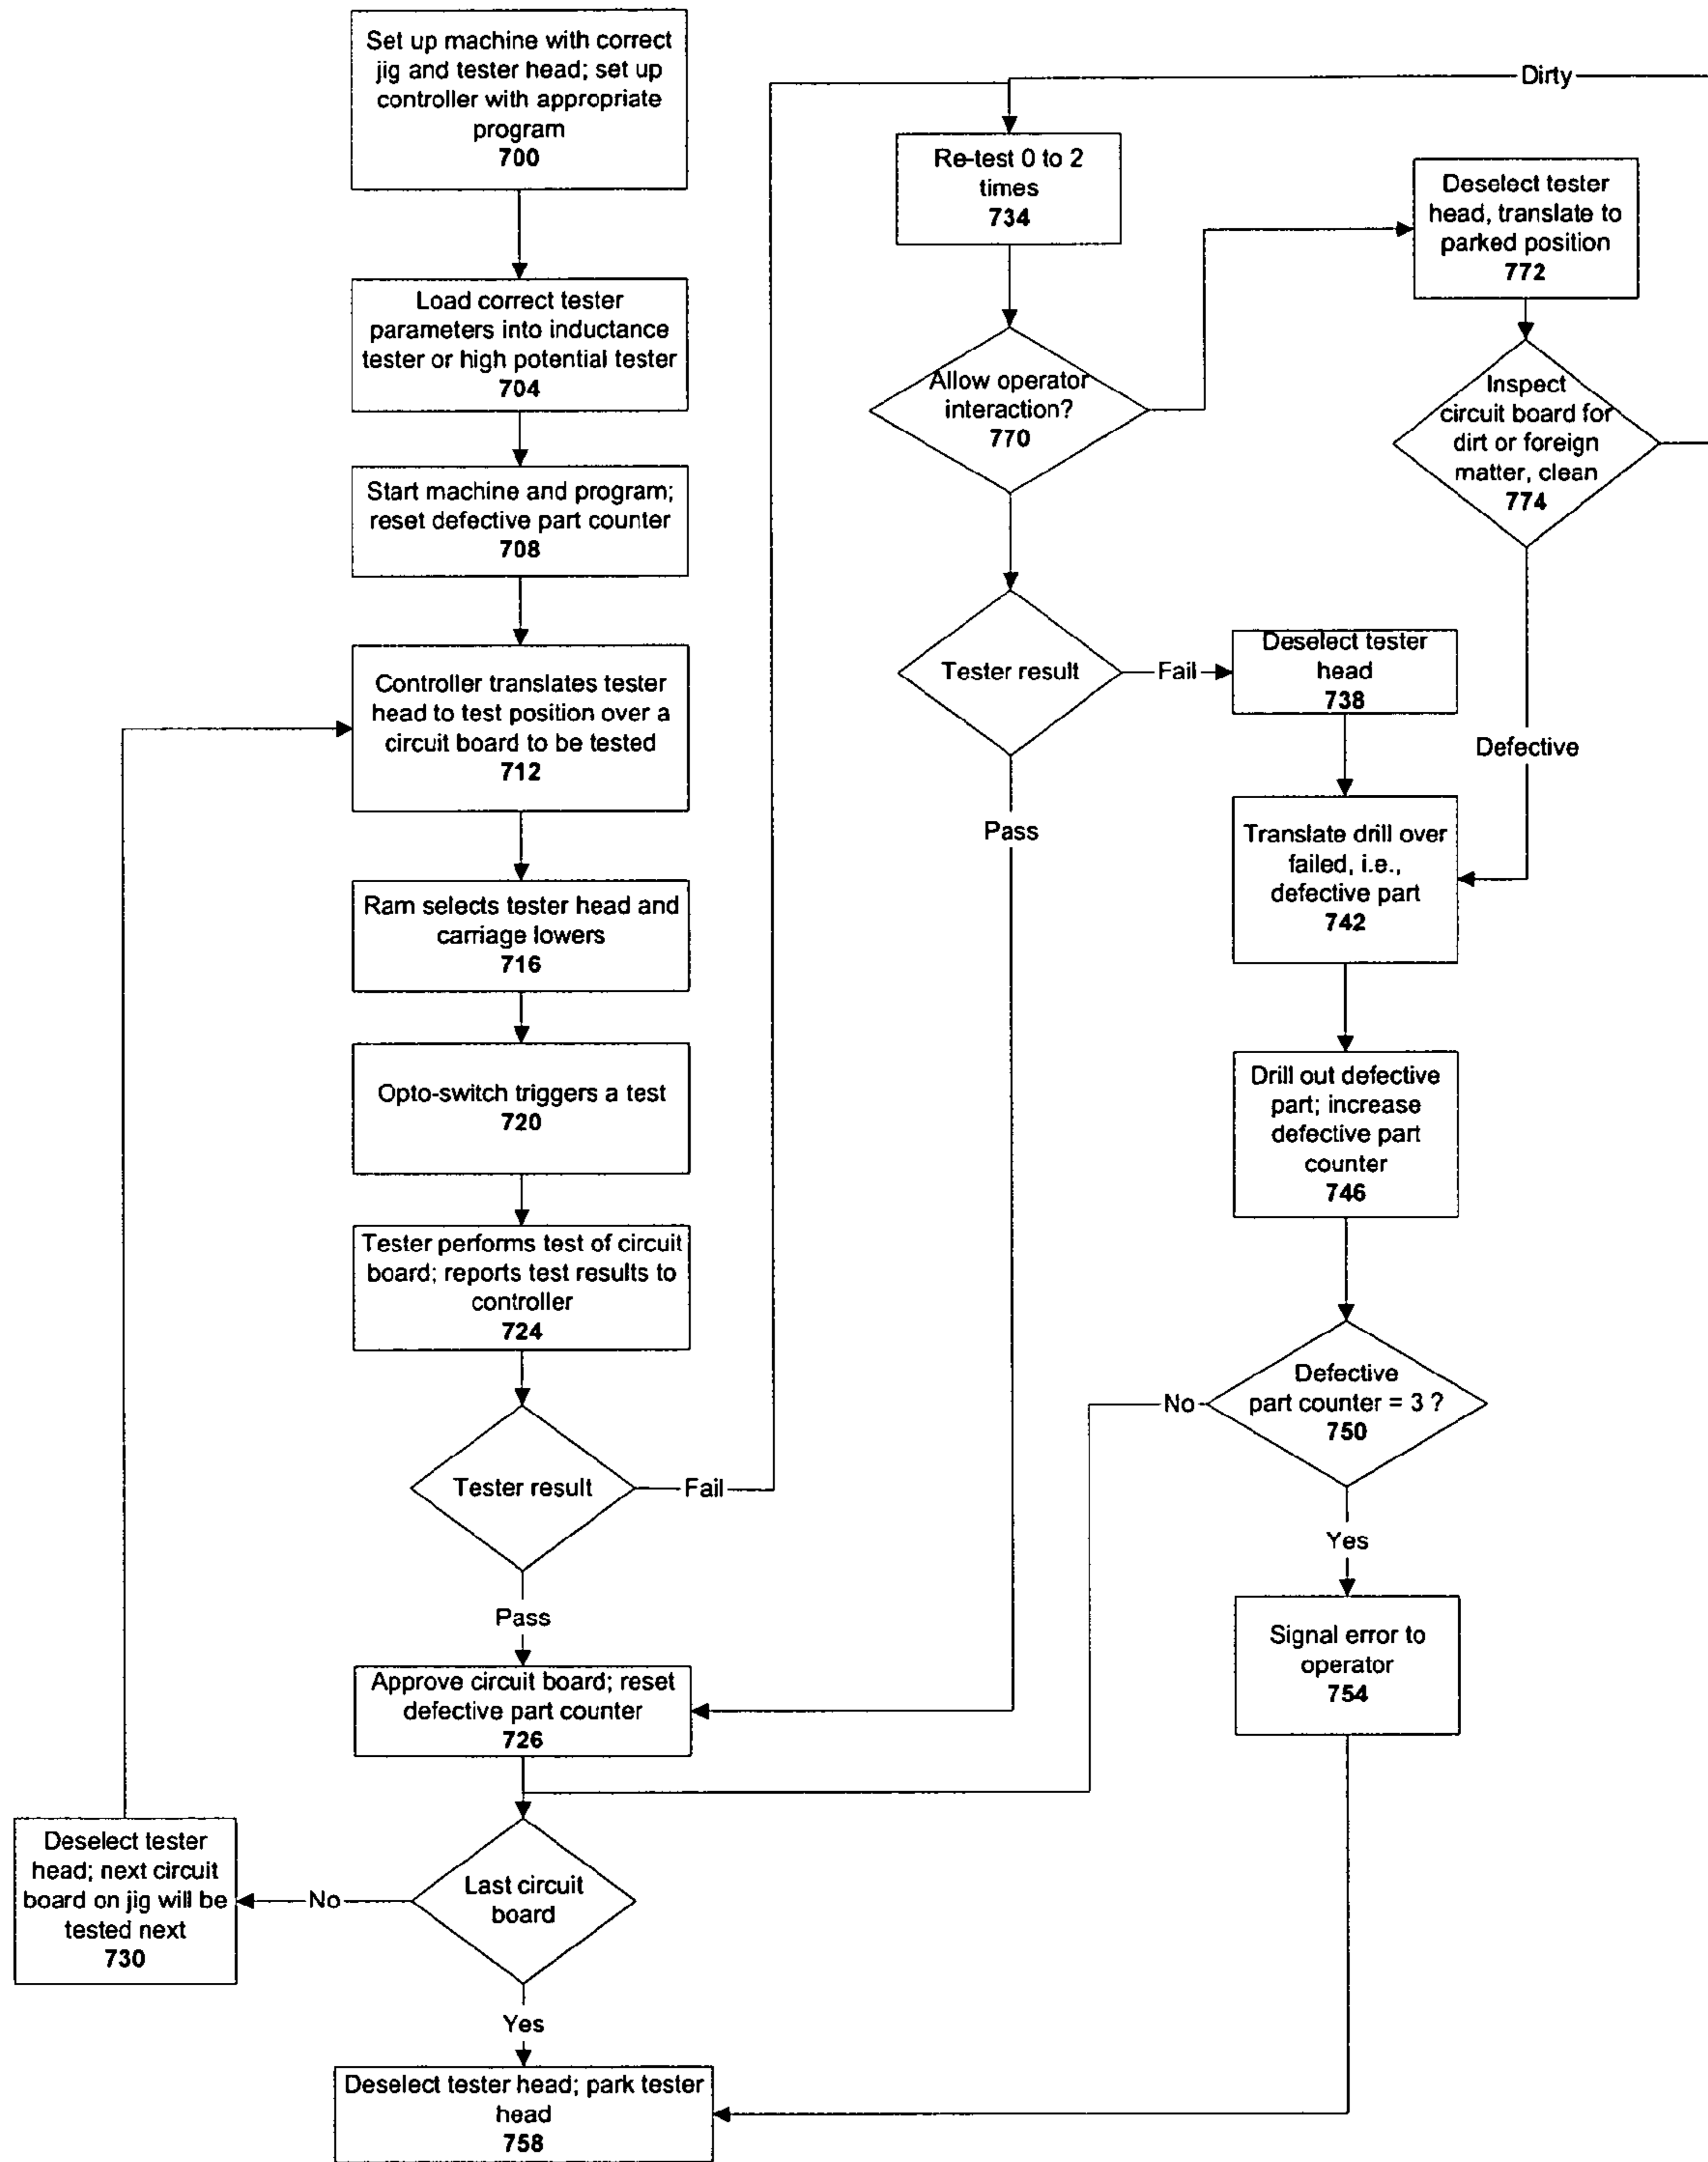 Set up machine with correct
jig and tester head; set up
controller with appropriate
program
700
Load correct tester
parameters into inductance
tester or high potential tester
704
Start machine and program;
reset defective part counter
708
Controller translates tester
head to test position over a
circuit board to be tested
712
Ram selects tester head and
carriage lowers
716
Opto-switch triggers a test
720
Tester performs test of circuit
board; reports test results to
controller
724
Tester result
Fail
Pass
Approve circuit board; reset
defective part counter
726
Last circuit
board
No
Deselect tester
head; next circuit
board on jig will be
tested next
730
Yes
Deselect tester head; park tester
head
758
Dirty
Re-test 0 to 2
times
734
Allow operator
interaction?
770
Tester result
Fail
Pass
Deselect tester
head, translate to
parked position
772
Inspect
circuit board for
dirt or foreign
matter, clean
774
Defective
Deselect tester
head
738
Translate drill over
failed, i.e.,
defective part
742
Drill out defective
part; increase
defective part
counter
746
Defective
part counter = 3 ?
750
No
Yes
Signal error to
operator
754